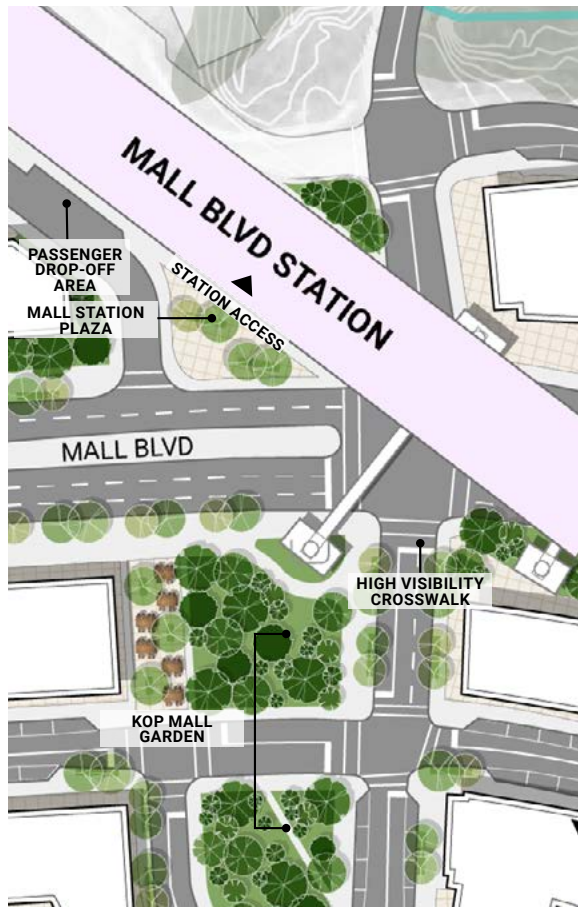 MALL BLVD STATION
PASSENGER
DROP-OFF
AREA
STATION ACCESS
MALL STATION
PLAZA
MALL BLVD
HIGH VISIBILITY
CROSSWALK
KOP MALL
GARDEN